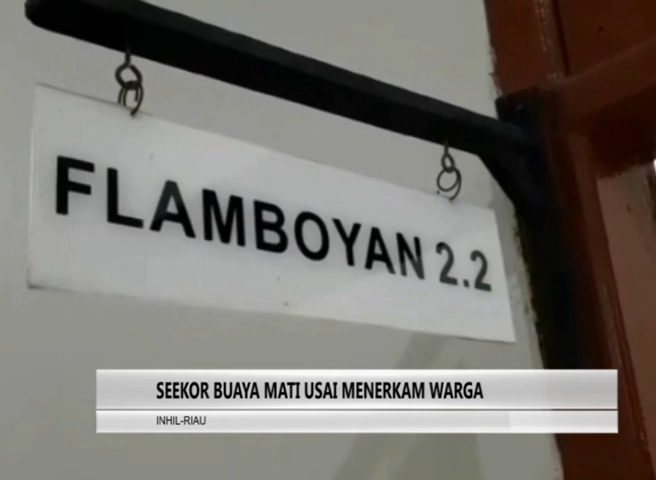 FLAMBOYAN 2.2
SEEKOR BUAYA MATI USAI MENERKAM WARGA
INHIL-RIAU